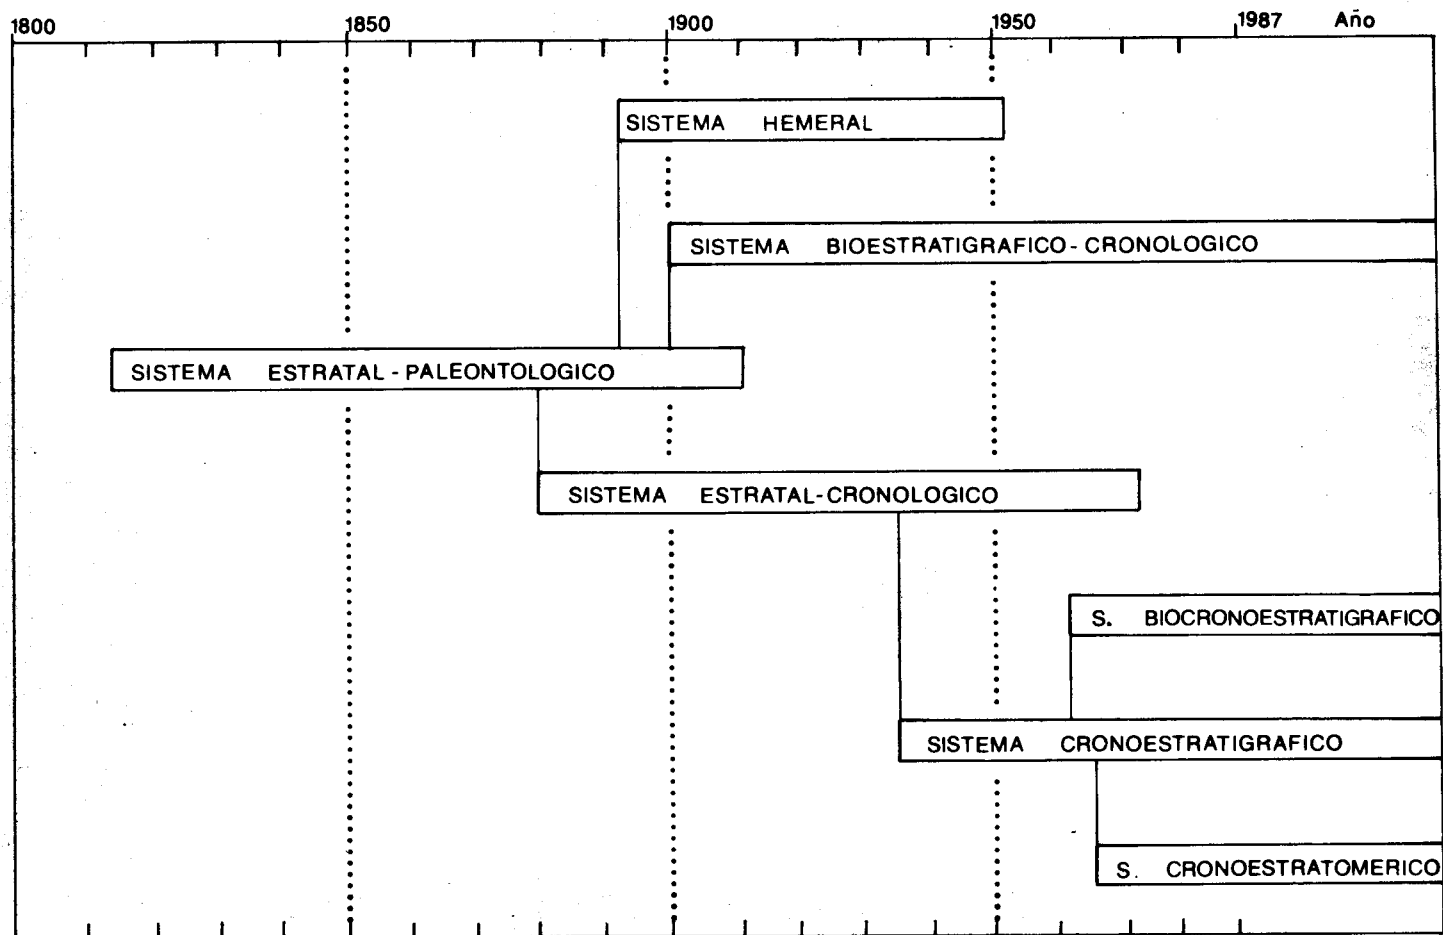 1800 1850 1900 1950 1987 Año
SISTEMA HEMERAL
SISTEMA BIOESTRATIGRAFICO-CRONOLOGICO
SISTEMA ESTRATAL-PALEONTOLOGICO
SISTEMA ESTRATAL-CRONOLOGICO
S. BIOCRONOESTRATIGRAFICO
SISTEMA CRONOESTRATIGRAFICO
S. CRONOESTRATOMERICO